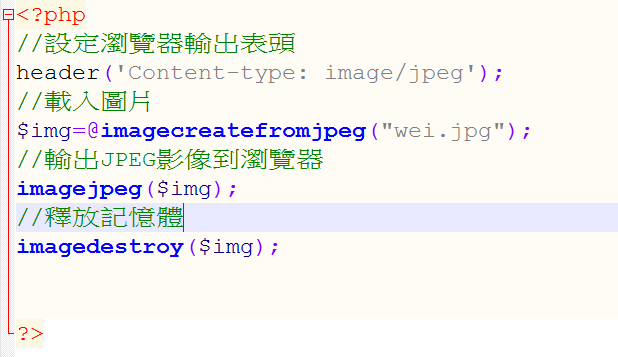 <?php
//設定瀏覽器輸出表頭
header('Content-type: image/jpeg');
//載入圖片
$img=@imagecreatefromjpeg("wei.jpg");
//輸出JPEG影像到瀏覽器
imagejpeg($img);
//釋放記憶體
imagedestroy($img);
?>